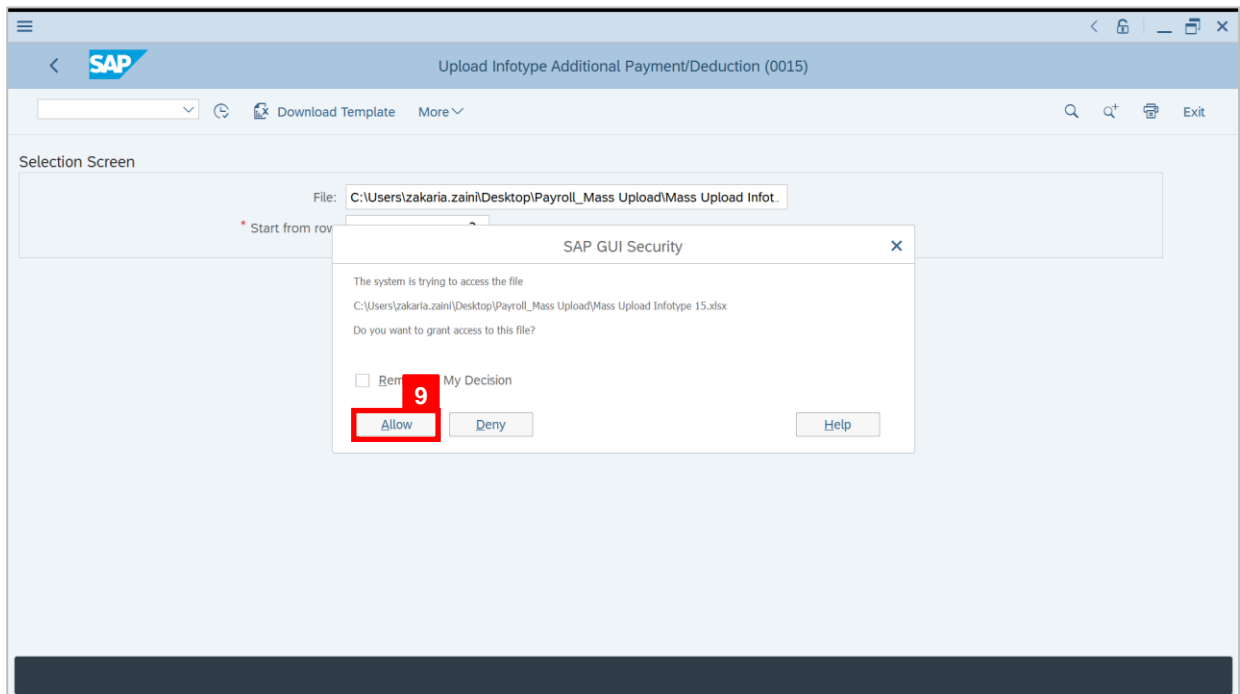 SAP
Upload Infotype Additional Payment/Deduction (0015)
Download Template More Exit
Selection Screen
File: C:\Users\zakaria.zaini\Desktop\Payroll_Mass Upload\Mass Upload Infot..
* Start from row
SAP GUI Security
The system is trying to access the file
C:\Users\zakaria.zaini\Desktop\Payroll_Mass Upload\Mass Upload Infotype 15.xlsx
Do you want to grant access to this file?
My Decision
9
Allow Deny Help